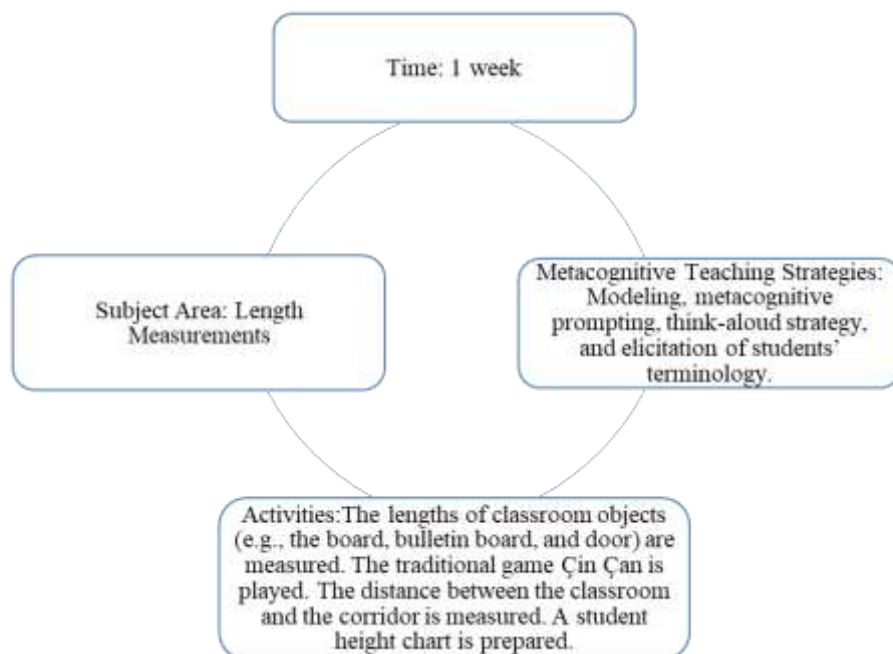 Time: 1 week
Subject Area: Length
Measurements
Metacognitive Teaching Strategies:
Modeling, metacognitive
prompting, think-aloud strategy,
and elicitation of students'
terminology.
Activities:The lengths of classroom objects
(e.g., the board, bulletin board, and door) are
measured. The traditional game Çin Çan is
played. The distance between the classroom
and the corridor is measured. A student
height chart is prepared.